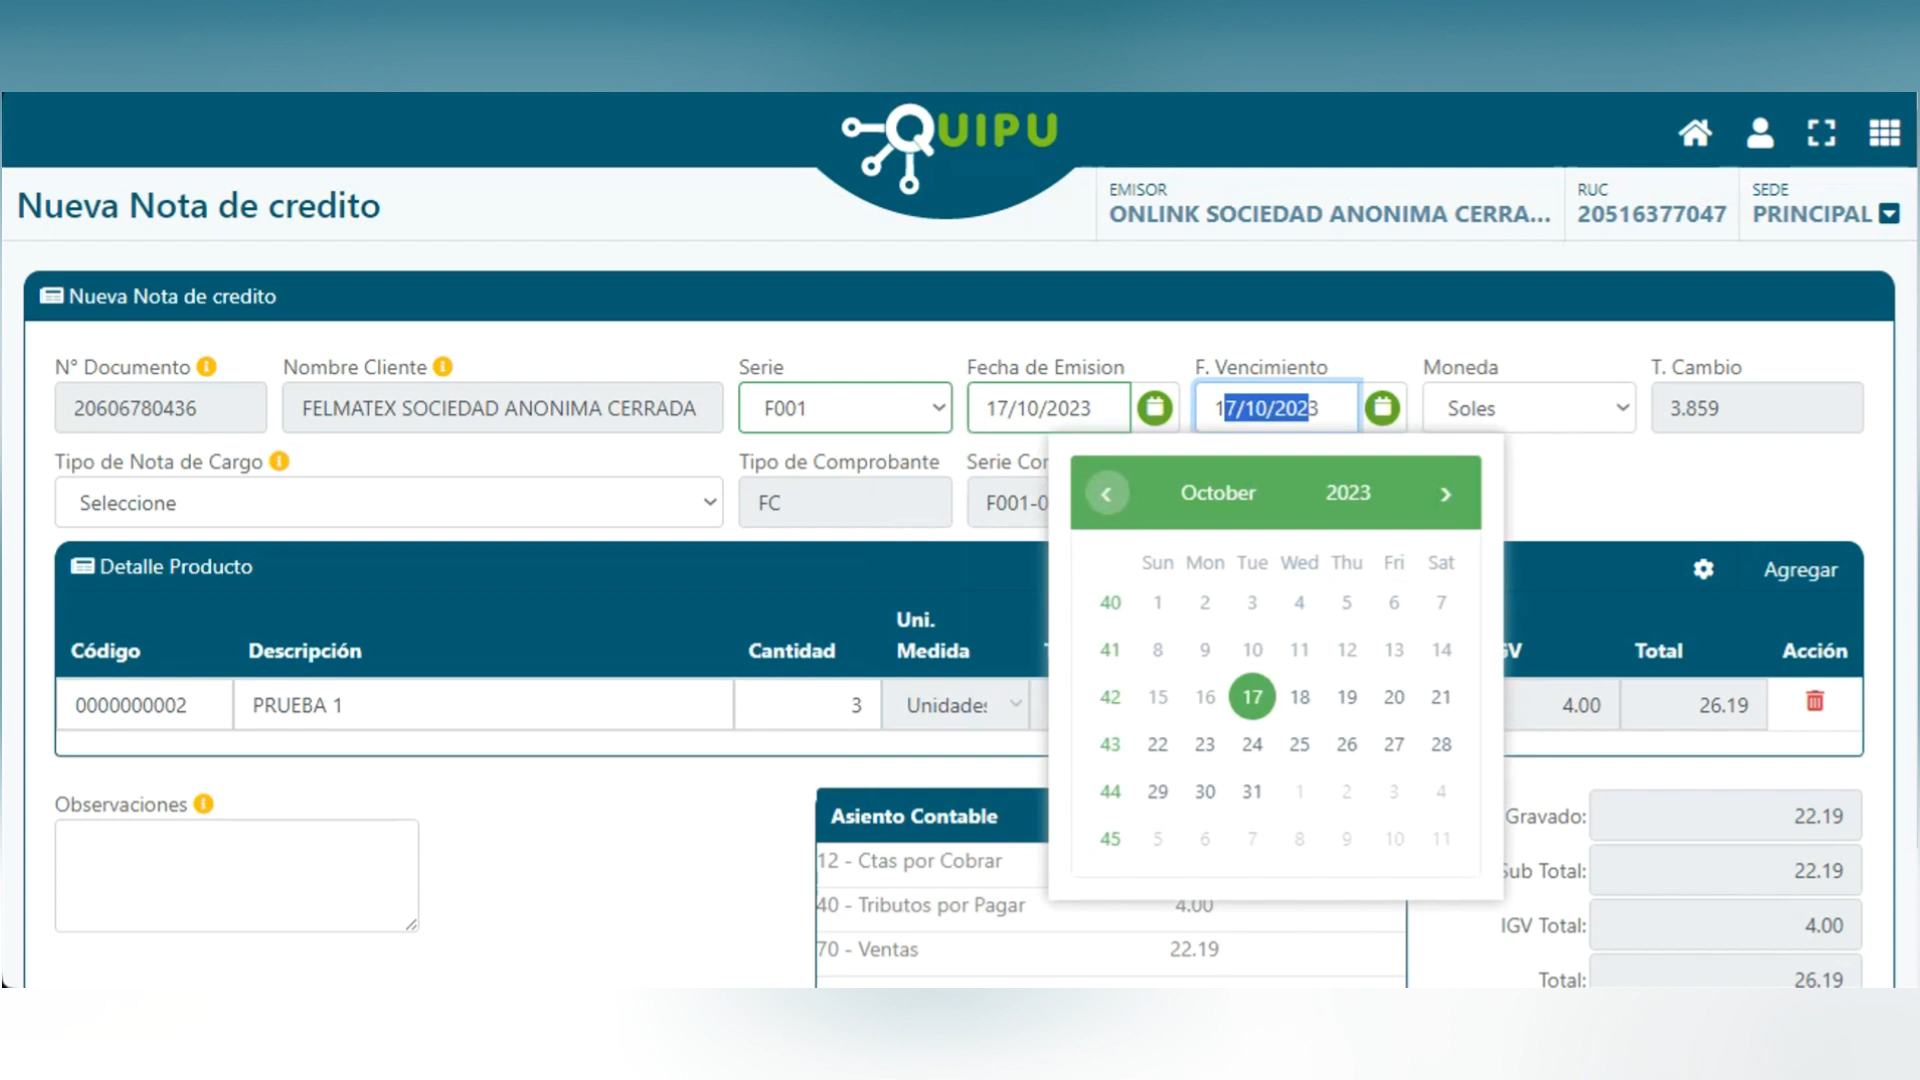 QUIPU
Nueva Nota de credito
EMISOR
ONLINK SOCIEDAD ANONIMA CERRA...
RUC
20516377047
SEDE
PRINCIPAL
Nueva Nota de credito
N° Documento
Nombre Cliente
Serie
Fecha de Emision
F. Vencimiento
Moneda
T. Cambio
20606780436
FELMATEX SOCIEDAD ANONIMA CERRADA
F001
17/10/2023
17/10/2023
Soles
3.859
Tipo de Nota de Cargo
Tipo de Comprobante
Serie Cor
Seleccione
FC
F001-0
October 2023
Sun Mon Tue Wed Thu Fri Sat
40 1 2 3 4 5 6 7
41 8 9 10 11 12 13 14
42 15 16 17 18 19 20 21
43 22 23 24 25 26 27 28
44 29 30 31 1 2 3 4
45 5 6 7 8 9 10 11
Detalle Producto
Agregar
Código
Descripción
Cantidad
Uni.
Medida
Total
Acción
0000000002
PRUEBA 1
3
Unidades
4.00
26.19
Observaciones
Asiento Contable
12 - Ctas por Cobrar
40 - Tributos por Pagar 4.00
70 - Ventas 22.19
Gravado: 22.19
Sub Total: 22.19
IGV Total: 4.00
Total: 26.19